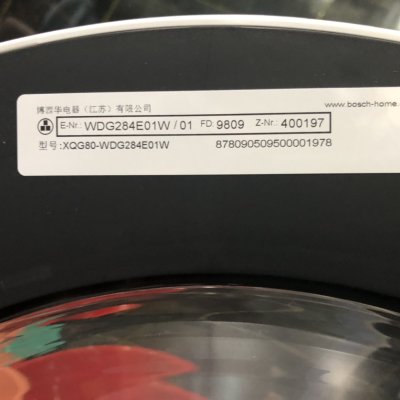 博西华电器（江苏）有限公司
www.bosch-home.
E-Nr.: WDG284E01W / 01 FD: 9809 Z-Nr.: 400197
型号:XQG80-WDG284E01W 878090509500001978